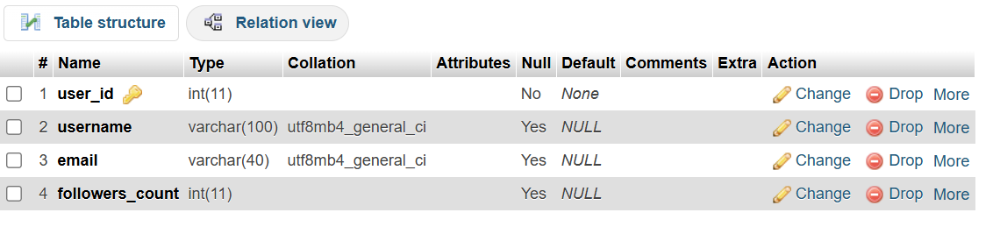 Table structure Relation view
# Name Type Collation Attributes Null Default Comments Extra Action
1 user_id int(11) No None Change Drop More
2 username varchar(100) utf8mb4_general_ci Yes NULL Change Drop More
3 email varchar(40) utf8mb4_general_ci Yes NULL Change Drop More
4 followers_count int(11) Yes NULL Change Drop More